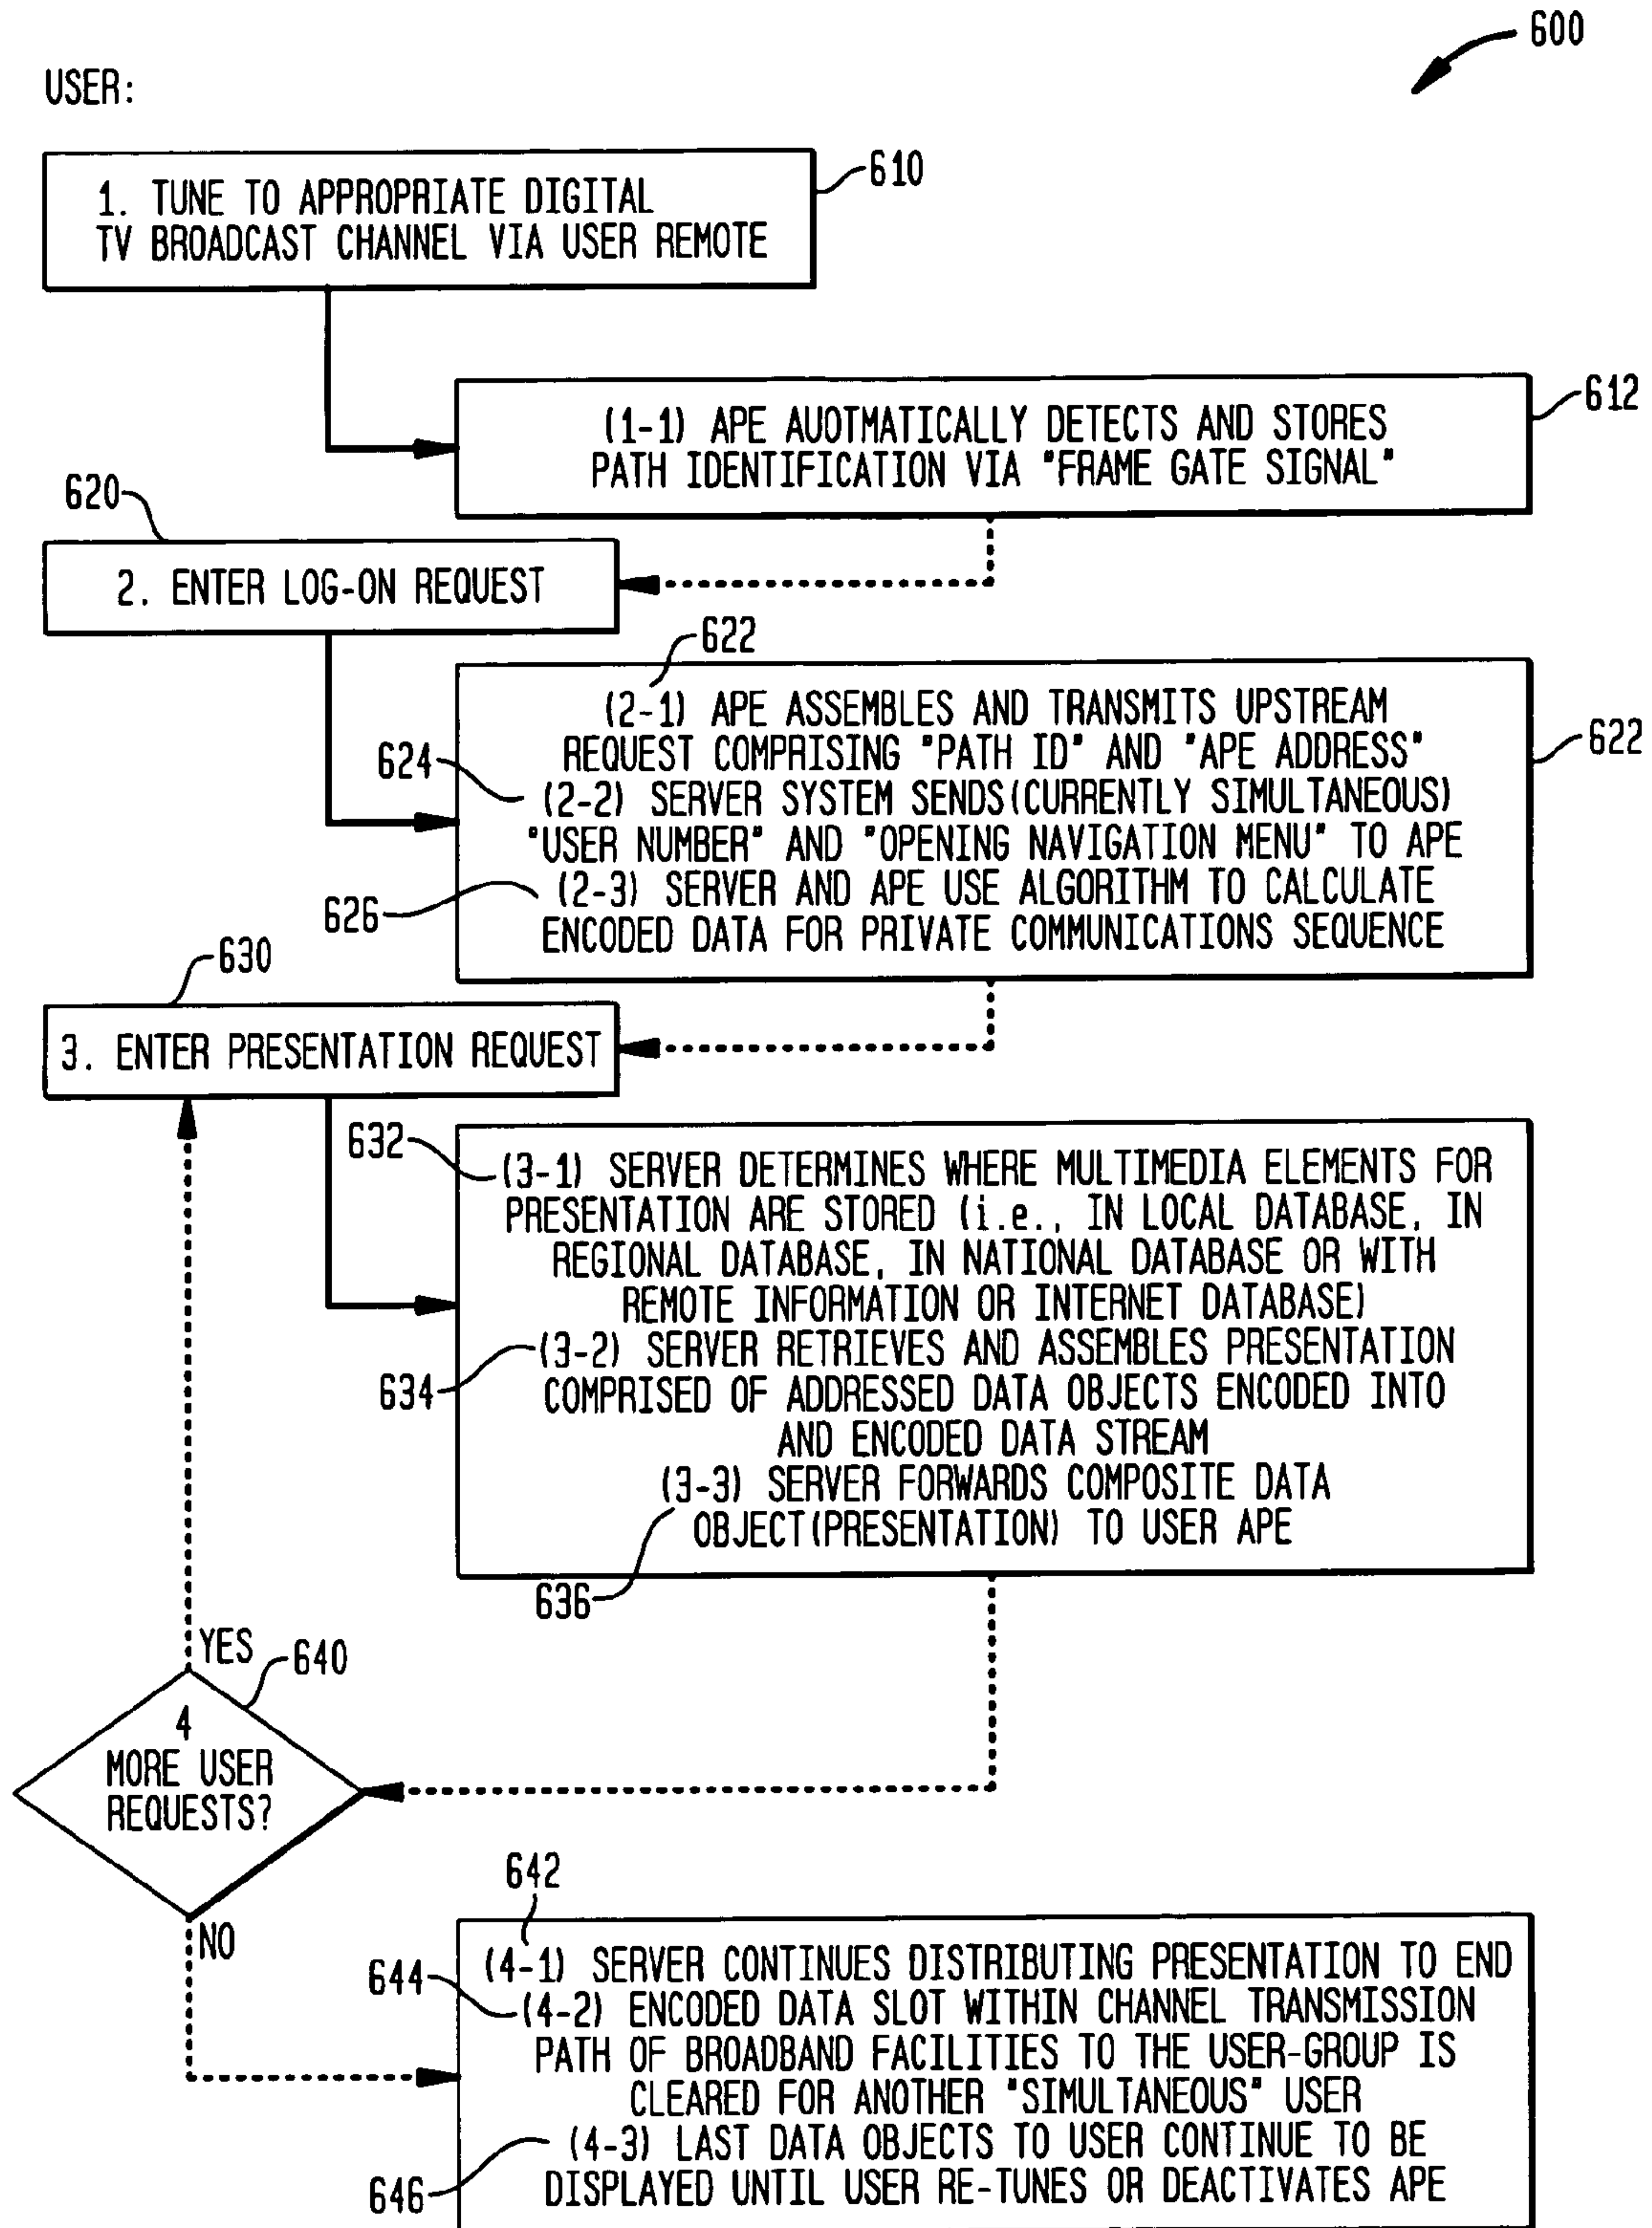 600
USER:
1. TUNE TO APPROPRIATE DIGITAL
TV BROADCAST CHANNEL VIA USER REMOTE
610
(1-1) APE AUOTMATICALLY DETECTS AND STORES
PATH IDENTIFICATION VIA "FRAME GATE SIGNAL"
612
620
2. ENTER LOG-ON REQUEST
622
(2-1) APE ASSEMBLES AND TRANSMITS UPSTREAM
REQUEST COMPRISING "PATH ID" AND "APE ADDRESS"
622
624
(2-2) SERVER SYSTEM SENDS(CURRENTLY SIMULTANEOUS)
"USER NUMBER" AND "OPENING NAVIGATION MENU" TO APE
626
(2-3) SERVER AND APE USE ALGORITHM TO CALCULATE
ENCODED DATA FOR PRIVATE COMMUNICATIONS SEQUENCE
630
3. ENTER PRESENTATION REQUEST
632
(3-1) SERVER DETERMINES WHERE MULTIMEDIA ELEMENTS FOR
PRESENTATION ARE STORED (i.e., IN LOCAL DATABASE, IN
REGIONAL DATABASE, IN NATIONAL DATABASE OR WITH
REMOTE INFORMATION OR INTERNET DATABASE)
634
(3-2) SERVER RETRIEVES AND ASSEMBLES PRESENTATION
COMPRISED OF ADDRESSED DATA OBJECTS ENCODED INTO
AND ENCODED DATA STREAM
(3-3) SERVER FORWARDS COMPOSITE DATA
OBJECT(PRESENTATION) TO USER APE
636
YES
640
4
MORE USER
REQUESTS?
NO
642
(4-1) SERVER CONTINUES DISTRIBUTING PRESENTATION TO END
644
(4-2) ENCODED DATA SLOT WITHIN CHANNEL TRANSMISSION
PATH OF BROADBAND FACILITIES TO THE USER-GROUP IS
CLEARED FOR ANOTHER "SIMULTANEOUS" USER
646
(4-3) LAST DATA OBJECTS TO USER CONTINUE TO BE
DISPLAYED UNTIL USER RE-TUNES OR DEACTIVATES APE